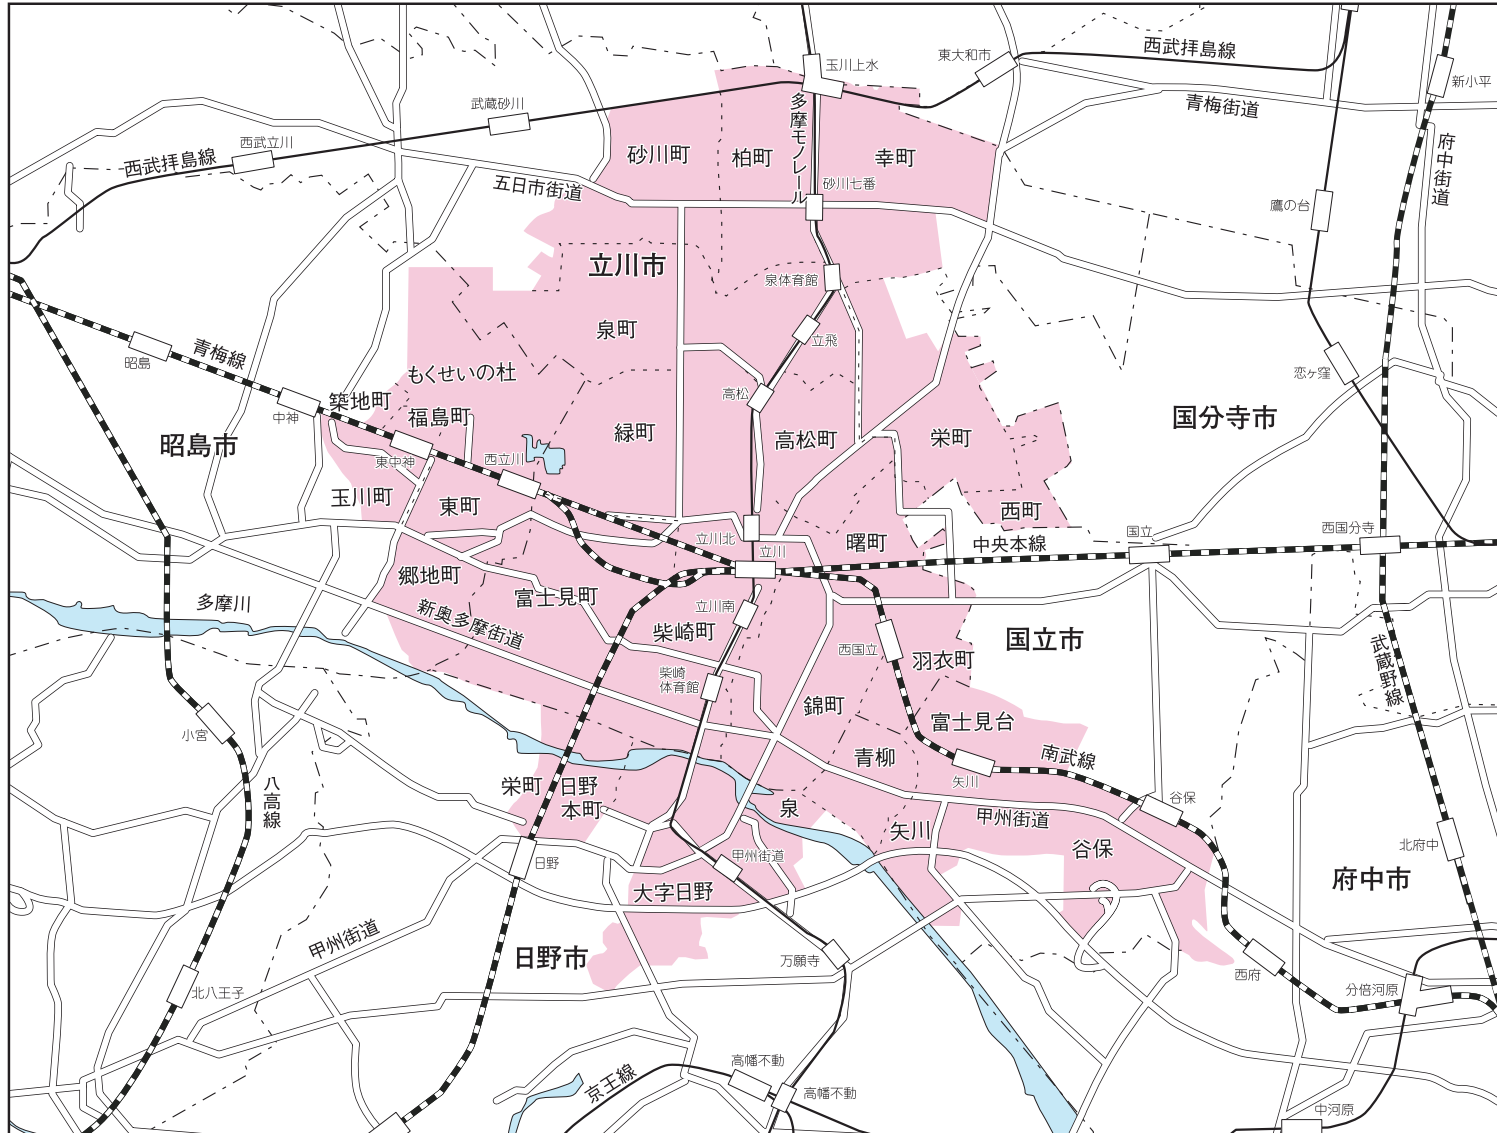 西武拝島線
東大和市
新小平
玉川上水
青梅街道
武蔵砂川
多摩モノレール
府中街道
西武立川
西武拝島線
砂川町
柏町
幸町
五日市街道
砂川七番
鷹の台
立川市
泉体育館
泉町
立飛
青梅線
昭島
もくせいの杜
恋ヶ窪
築地町
高松
中神
福島町
国分寺市
昭島市
緑町
高松町
栄町
東中神
西立川
玉川町
東町
西町
立川北
立川
曙町
中央本線
国立
西国分寺
郷地町
多摩川
富士見町
新奥多摩街道
立川南
柴崎町
西国立
国立市
羽衣町
武蔵野線
柴崎
体育館
錦町
富士見台
小宮
青柳
南武線
矢川
栄町
日野
本町
泉
谷保
八高線
矢川
甲州街道
谷保
日野
甲州街道
北府中
府中市
大字日野
甲州街道
日野市
万願寺
西府
北八王子
分倍河原
京王線
高幡不動
高幡不動
中河原